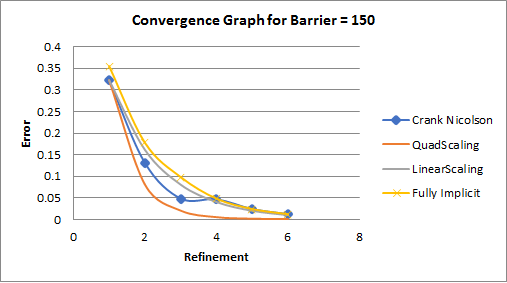 Convergence Graph for Barrier = 150
0.4
0.35
0.3
0.25
0.2
0.15
0.1
0.05
0
Error
0 2 4 6 8
Refinement
Crank Nicolson
QuadScaling
LinearScaling
Fully Implicit